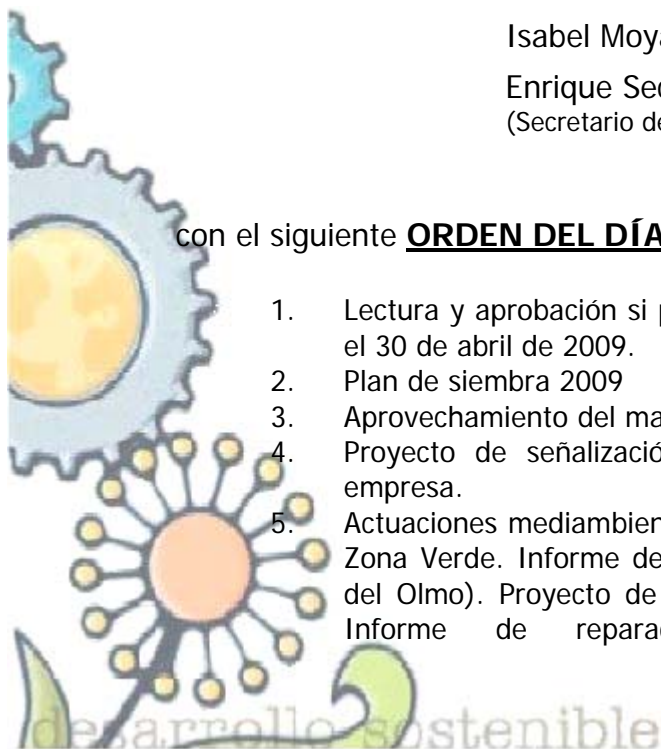 Isabel Moya
Enrique Sec
(Secretario de
con el siguiente ORDEN DEL DÍA
1. Lectura y aprobación si p
el 30 de abril de 2009.
2. Plan de siembra 2009
3. Aprovechamiento del ma
4. Proyecto de señalizació
empresa.
5. Actuaciones mediambien
Zona Verde. Informe de
del Olmo). Proyecto de
Informe de repara
desarrollo sostenible